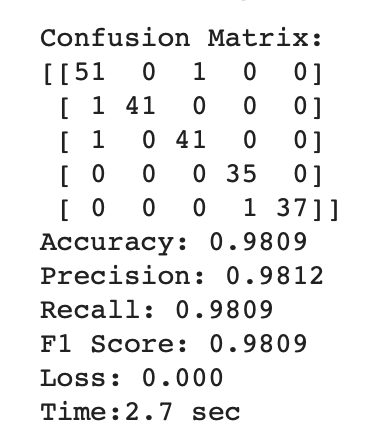 Confusion Matrix:
[[51  0  1  0  0]
 [ 1 41  0  0  0]
 [ 1  0 41  0  0]
 [ 0  0  0 35  0]
 [ 0  0  0  1 37]]
Accuracy: 0.9809
Precision: 0.9812
Recall: 0.9809
F1 Score: 0.9809
Loss: 0.000
Time:2.7 sec